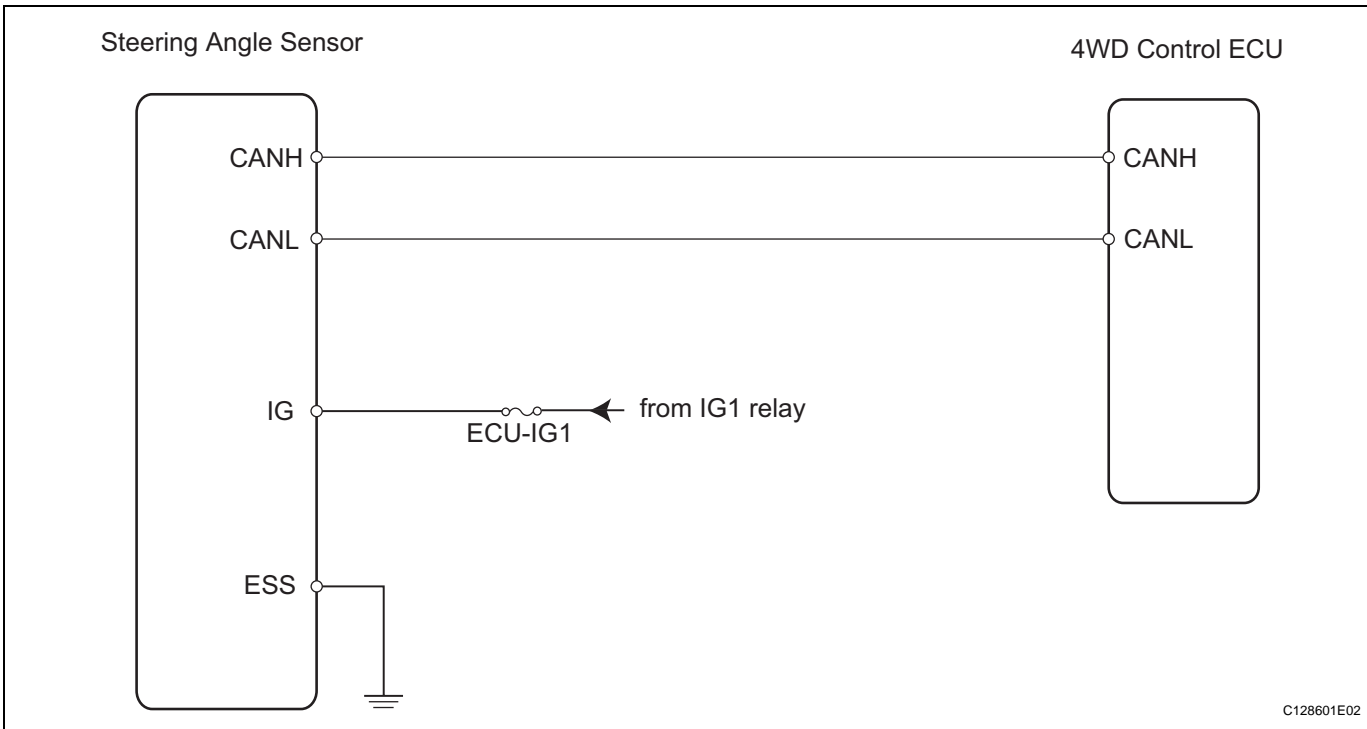 Steering Angle Sensor
4WD Control ECU
CANH
CANH
CANL
CANL
IG
from IG1 relay
ECU-IG1
ESS
C128601E02